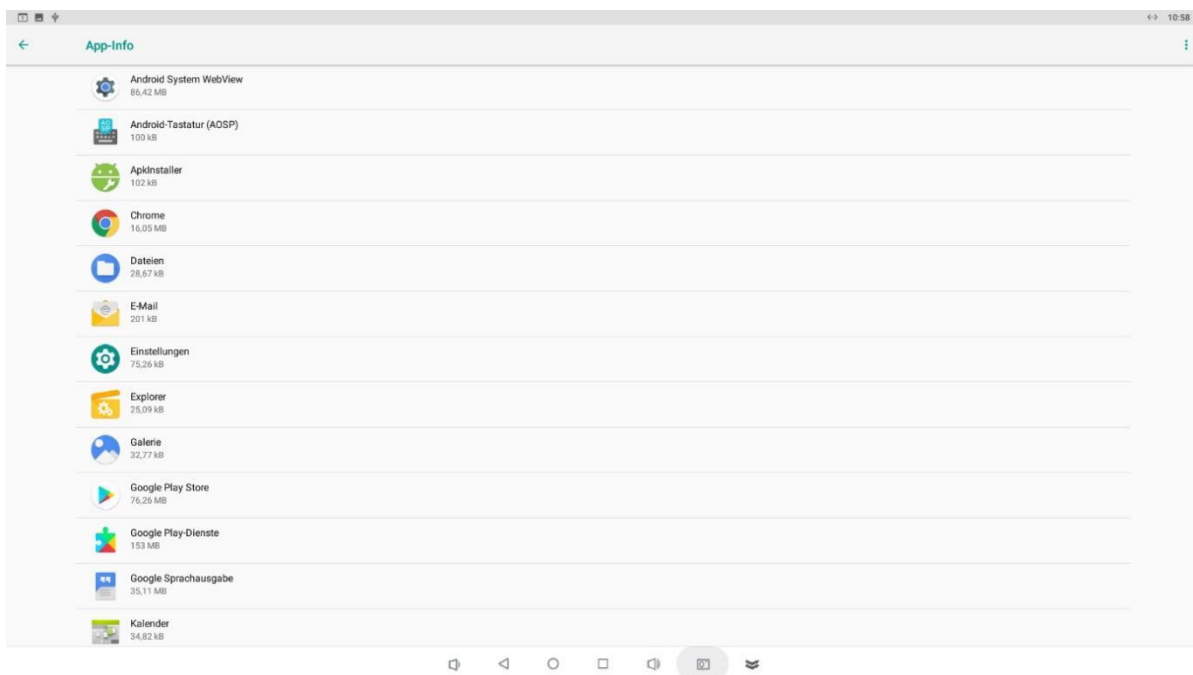 10:58
App-Info
Android System WebView
86,42 MB
Android-Tastatur (AOSP)
100 kB
ApkInstaller
102 kB
Chrome
16,05 MB
Dateien
28,67 kB
E-Mail
201 kB
Einstellungen
75,26 kB
Explorer
25,09 kB
Galerie
32,77 kB
Google Play Store
76,26 MB
Google Play-Dienste
153 MB
Google Sprachausgabe
35,11 MB
Kalender
34,82 kB